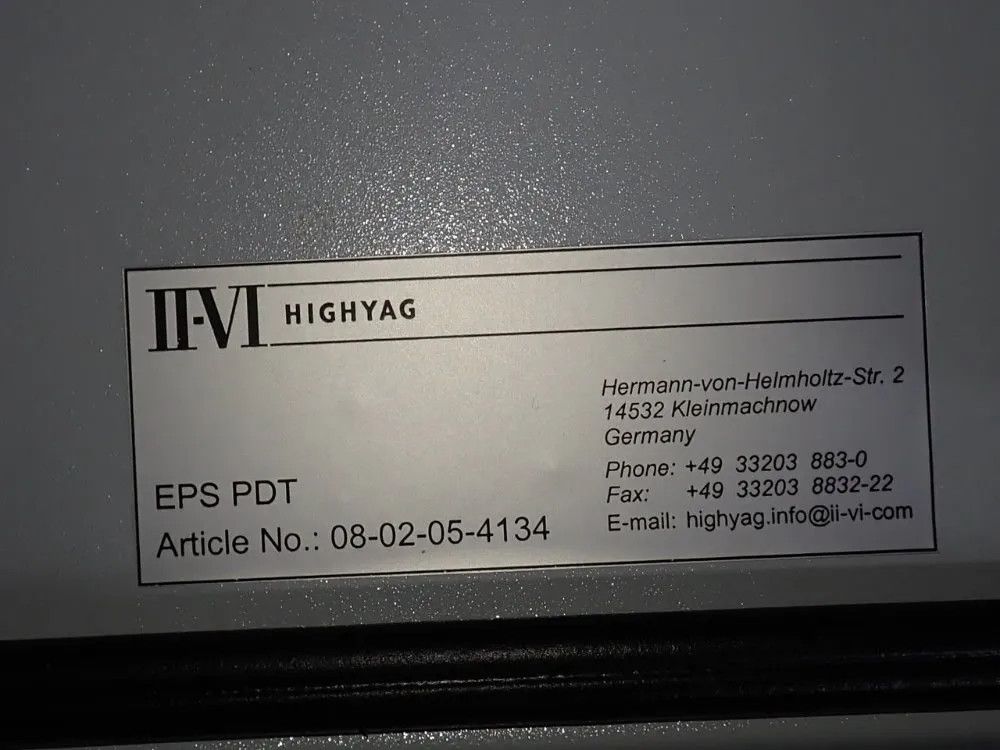 II-VI HIGHYAG
Hermann-von-Helmholtz-Str. 2
14532 Kleinmachnow
Germany
Phone: +49 33203 883-0
Fax: +49 33203 8832-22
E-mail: highyag.info@ii-vi-com
EPS PDT
Article No.: 08-02-05-4134